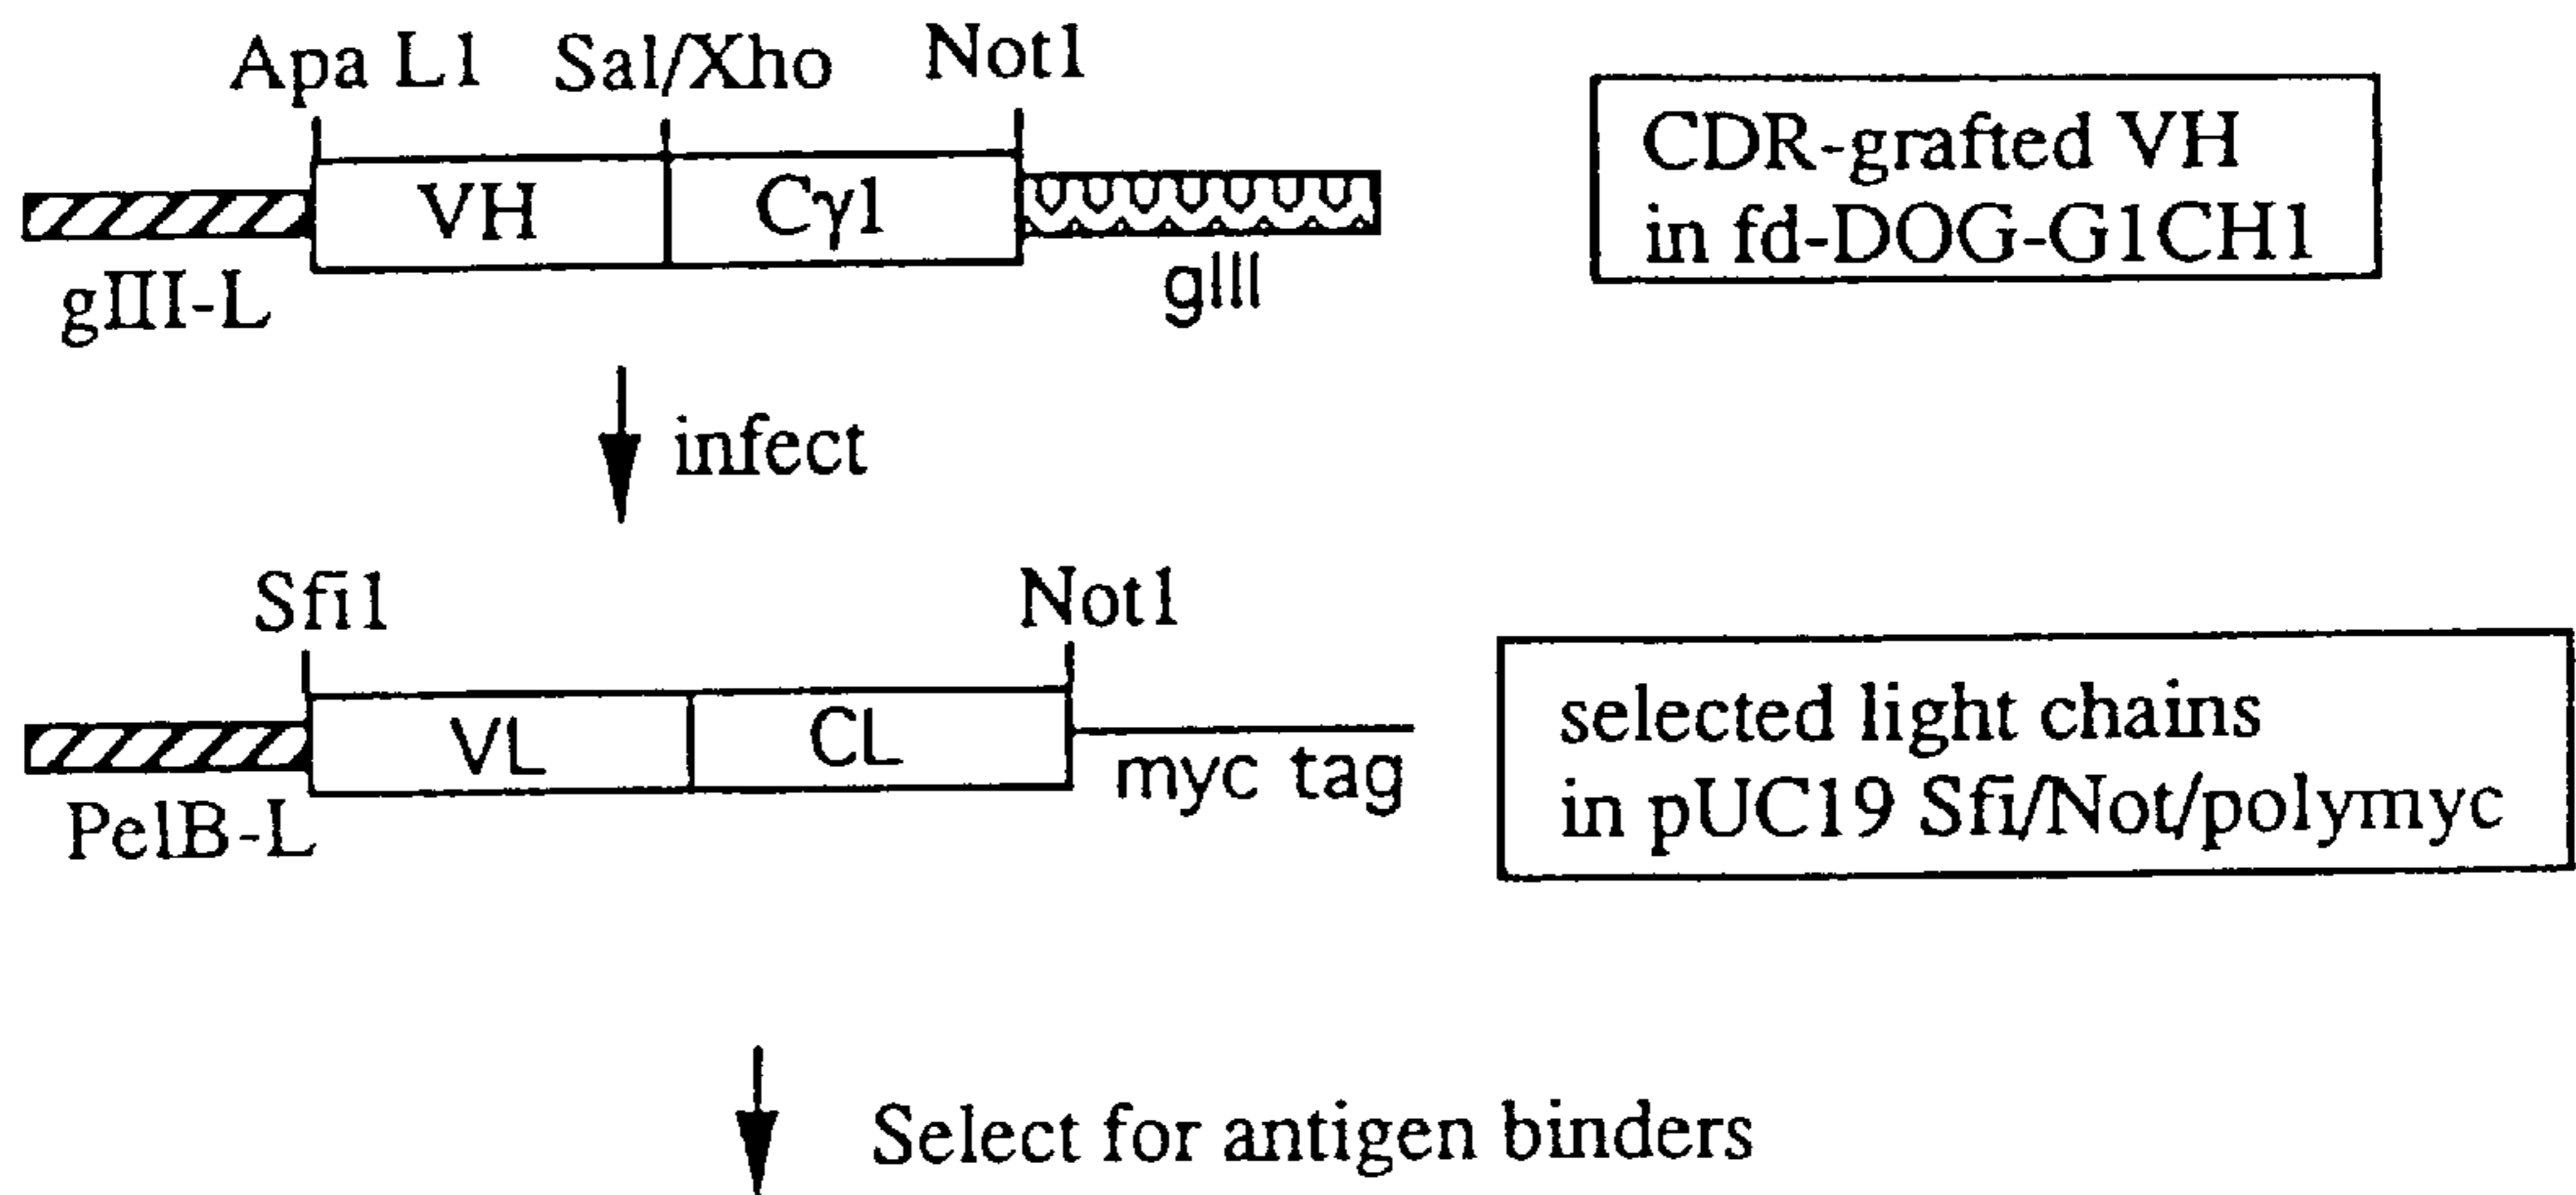 Apa L1 Sal/Xho Not1
VH Cγ1
gIII-L gIII
CDR-grafted VH
in fd-DOG-G1CH1
infect
Sfi1 Not1
VL CL
PelB-L myc tag
selected light chains
in pUC19 Sfi/Not/polymyc
Select for antigen binders